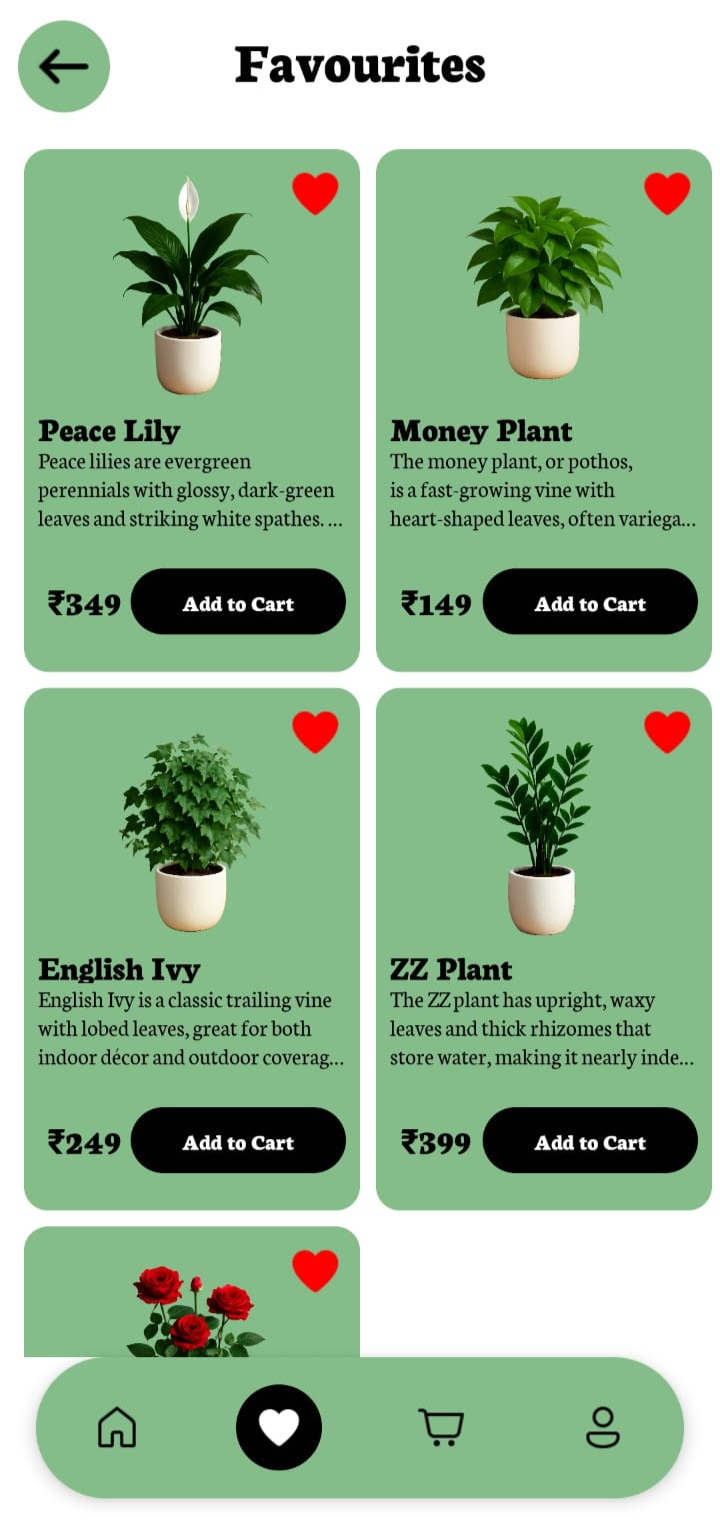 Favourites
Peace Lily
Peace lilies are evergreen
perennials with glossy, dark-green
leaves and striking white spathes. ...
₹349
Add to Cart
Money Plant
The money plant, or pothos,
is a fast-growing vine with
heart-shaped leaves, often variega...
₹149
Add to Cart
English Ivy
English Ivy is a classic trailing vine
with lobed leaves, great for both
indoor décor and outdoor coverag...
₹249
Add to Cart
ZZ Plant
The ZZ plant has upright, waxy
leaves and thick rhizomes that
store water, making it nearly inde...
₹399
Add to Cart